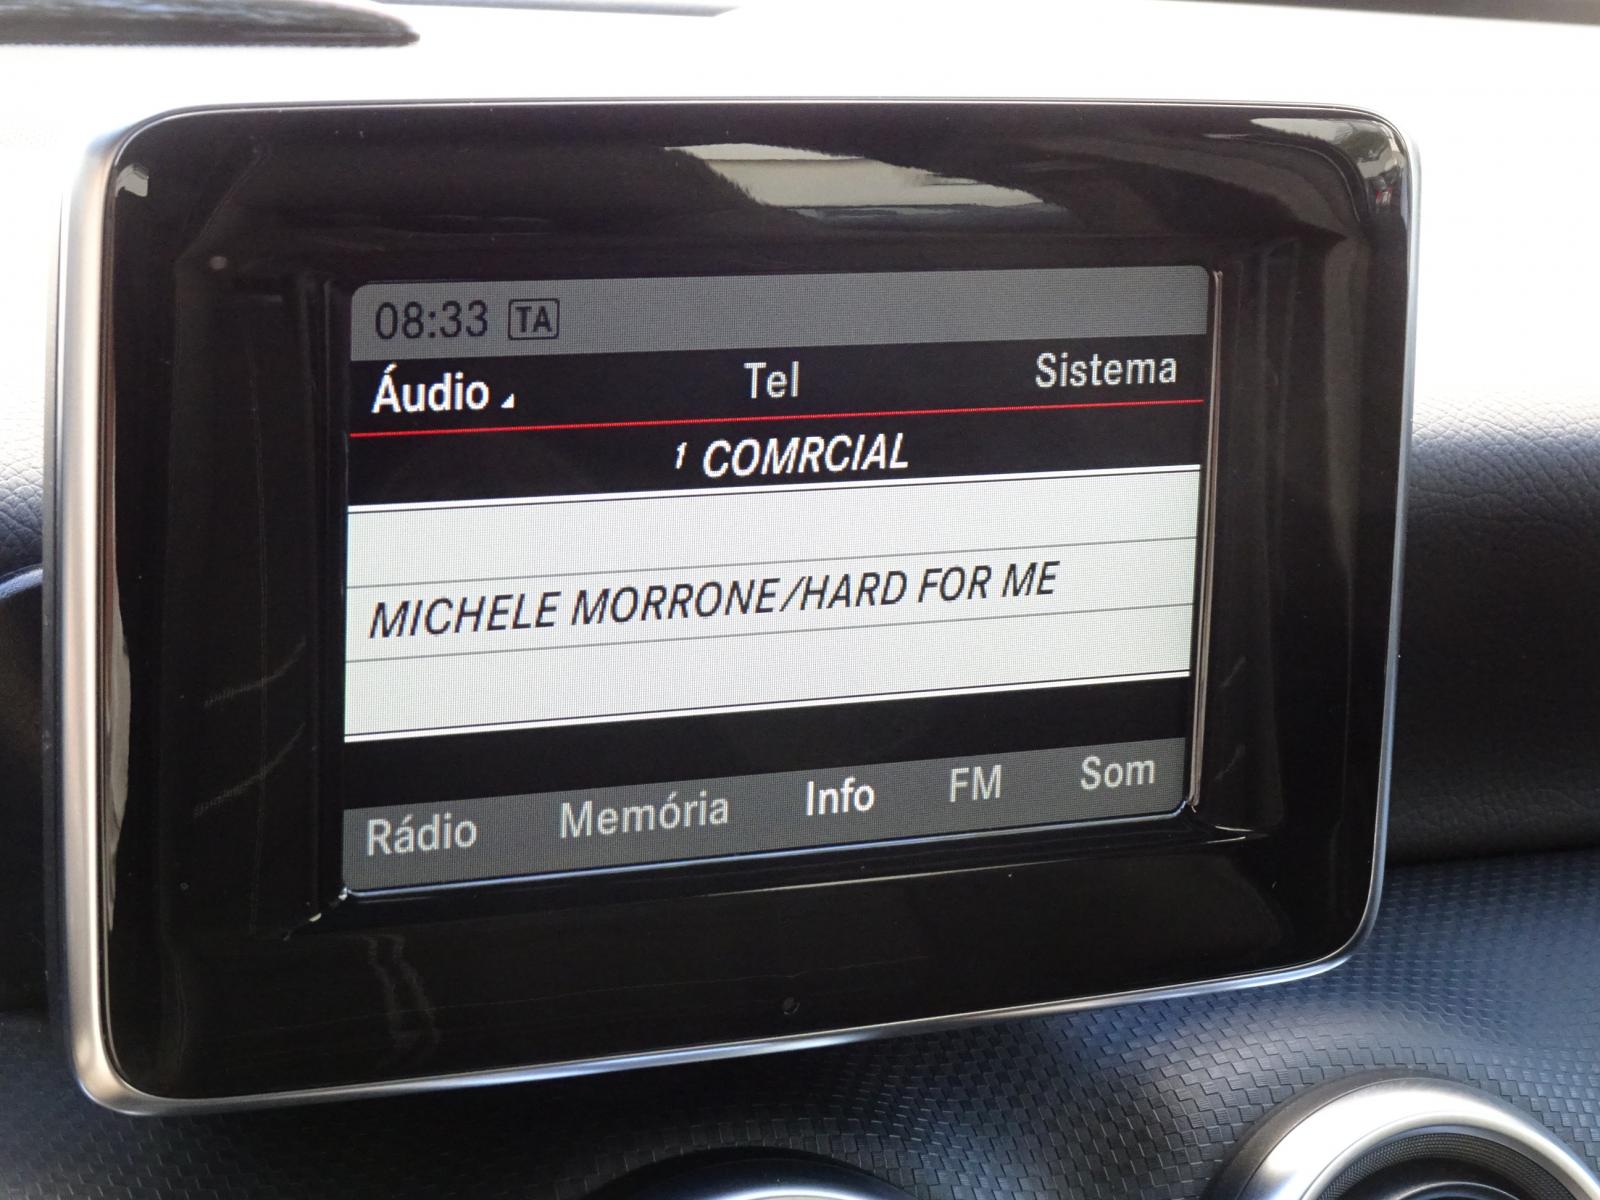 08:33 TA
Áudio Tel Sistema
1 COMRCIAL
MICHELE MORRONE/HARD FOR ME
Rádio Memória Info FM Som